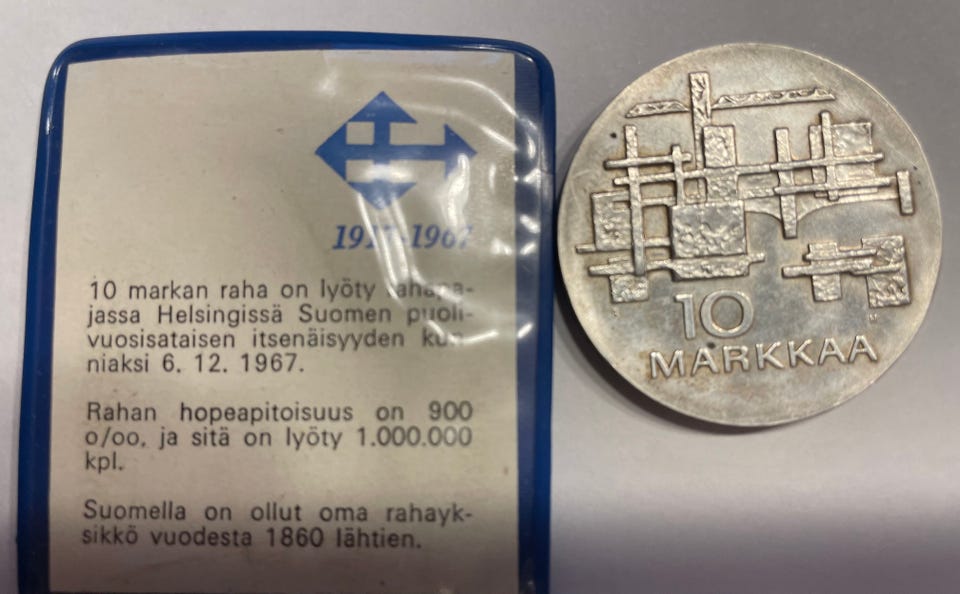 1917-1967
10 markan raha on lyöty rahapa-
jassa Helsingissä Suomen puoli-
vuosisataisen itsenäisyyden kun-
niaksi 6. 12. 1967.
Rahan hopeapitoisuus on 900
o/oo, ja sitä on lyöty 1.000.000
kpl.
Suomella on ollut oma rahayk-
sikkö vuodesta 1860 lähtien.
10
MARKKAA